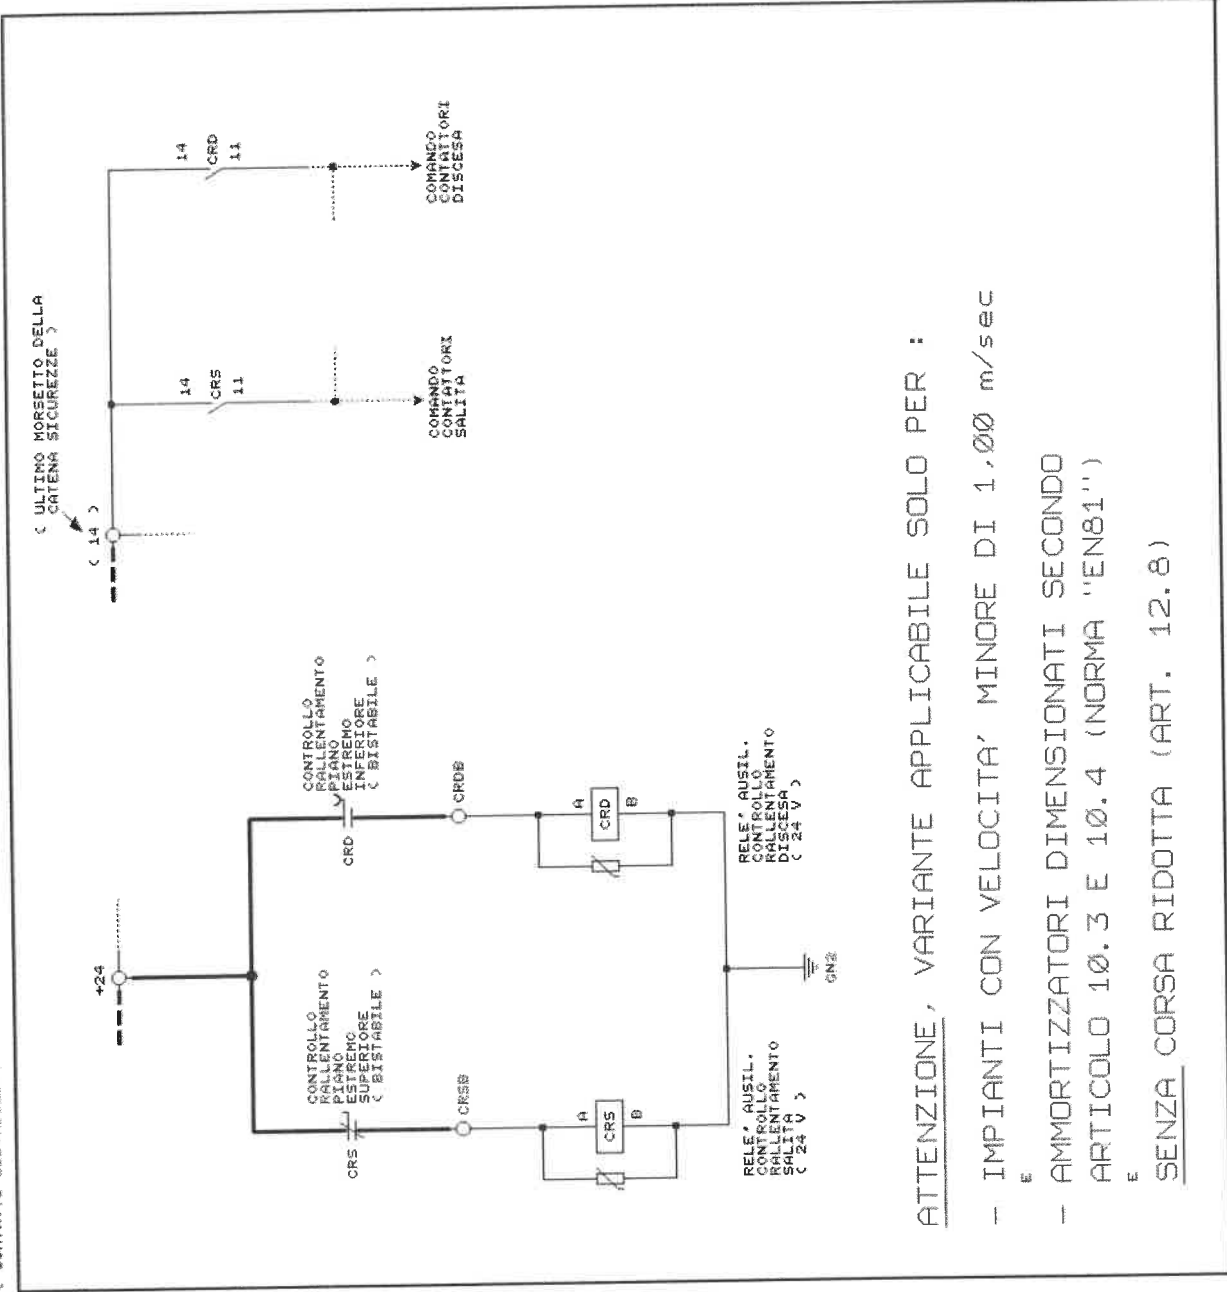 ( ULTIMO MORSETTO DELLA
CATENA SICUREZZE )
( 14 )
14
CRS
11
14
CRD
11
COMANDO
CONTATTORI
SALITA
COMANDO
CONTATTORI
DISCESA
+24
CONTROLLO
RALLENTAMENTO
PIANO
ESTREMO
SUPERIORE
( BISTABILE )
CRS
CRSB
CONTROLLO
RALLENTAMENTO
PIANO
ESTREMO
INFERIORE
( BISTABILE )
CRD
CRDB
A
CRS
B
A
CRD
B
RELE' AUSIL.
CONTROLLO
RALLENTAMENTO
SALITA
( 24 V )
RELE' AUSIL.
CONTROLLO
RALLENTAMENTO
DISCESA
( 24 V )
GN2
ATTENZIONE, VARIANTE APPLICABILE SOLO PER :
- IMPIANTI CON VELOCITA' MINORE DI 1,00 m/sec
E
- AMMORTIZZATORI DIMENSIONATI SECONDO
ARTICOLO 10.3 E 10.4 (NORMA "EN81")
E
SENZA CORSA RIDOTTA (ART. 12.8)